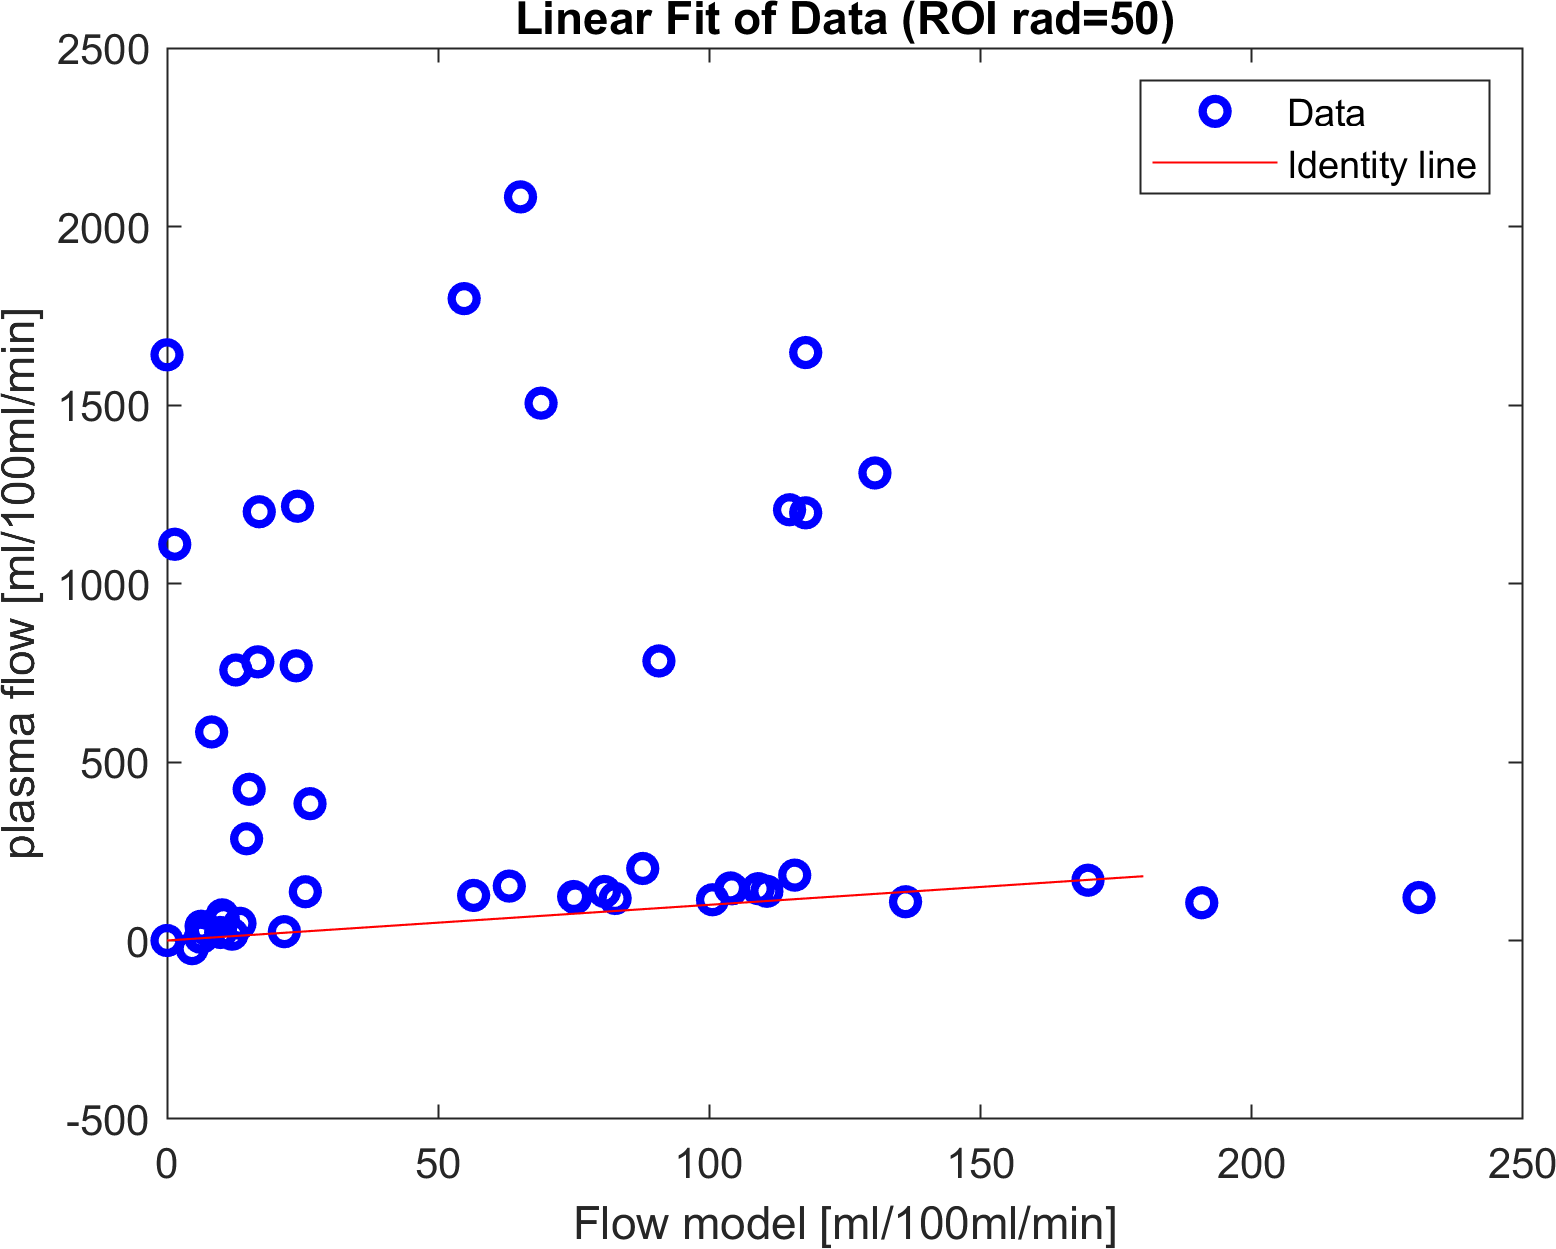 Linear Fit of Data (ROI rad=50)
2500
2000
1500
1000
500
0
-500
0 50 100 150 200 250
plasma flow [ml/100ml/min]
Flow model [ml/100ml/min]
Data
Identity line